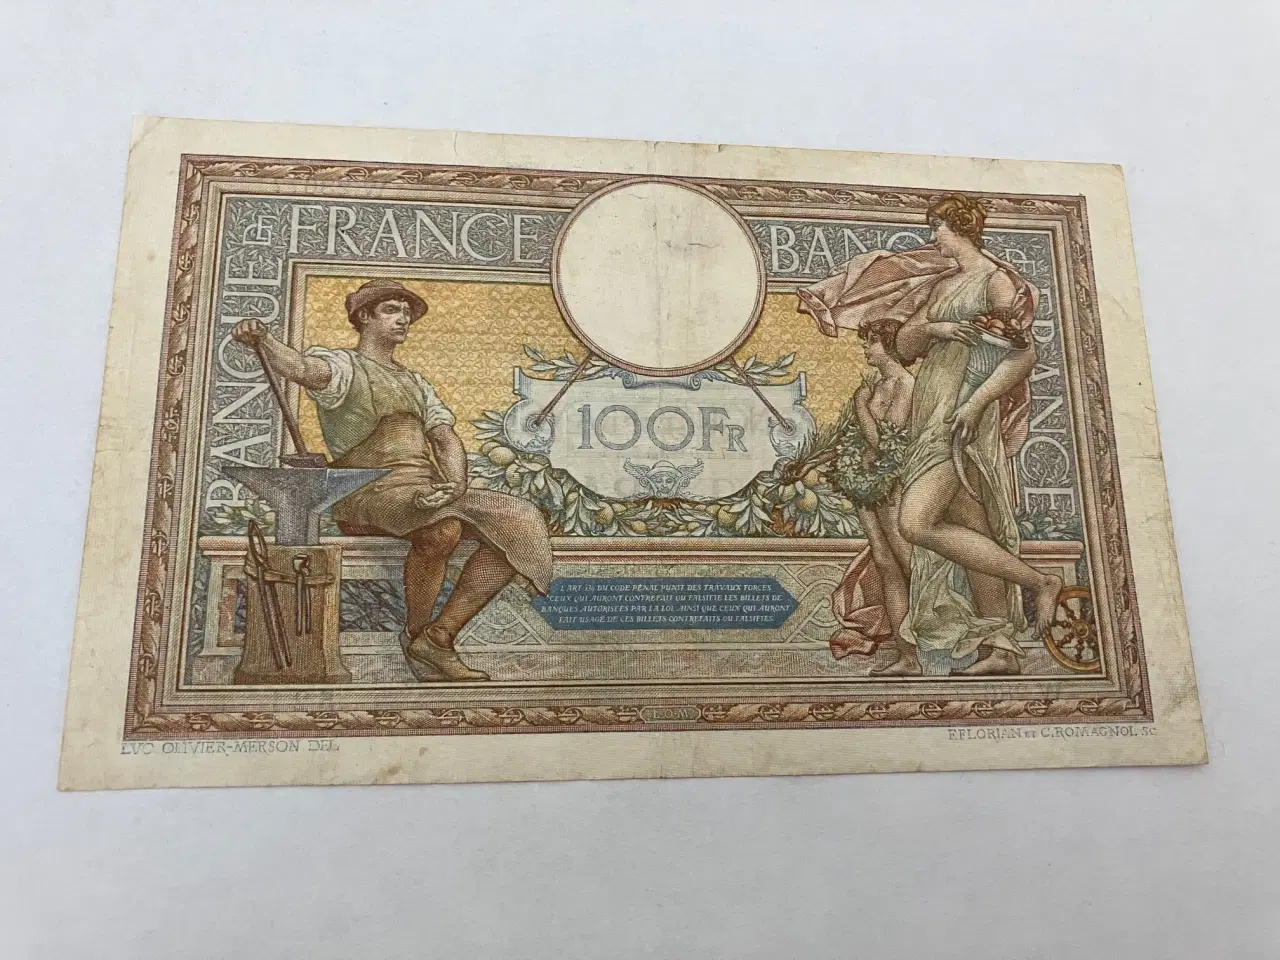 BANQUE DE FRANCE
BANQUE DE FRANCE
100 FR
L'ART. 139 DU CODE PÉNAL PUNIT DES TRAVAUX FORCÉS
CEUX QUI AURONT CONTREFAIT OU FALSIFIÉ LES BILLETS DE
BANQUES AUTORISÉES PAR LA LOI, AINSI QUE CEUX QUI AURONT
FAIT USAGE DE CES BILLETS CONTREFAITS OU FALSIFIÉS.
L.O.M
LVC OLIVIER-MERSON DEL
F.FLORIAN ET C.ROMAGNOL SC